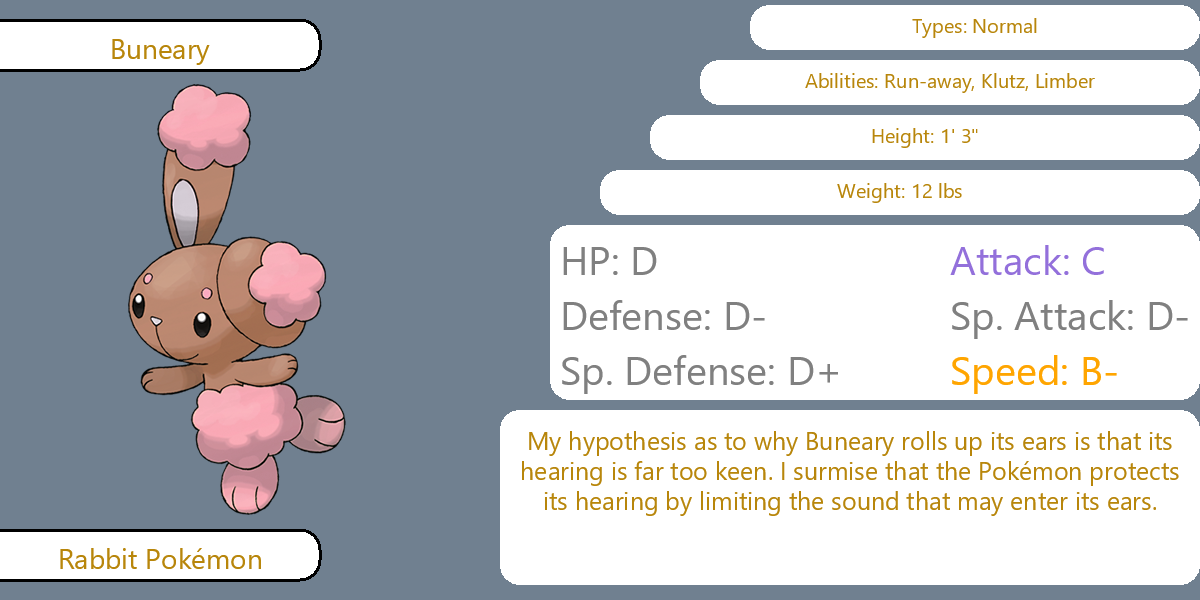 Buneary
Types: Normal
Abilities: Run-away, Klutz, Limber
Height: 1' 3"
Weight: 12 lbs
HP: D
Attack: C
Defense: D-
Sp. Attack: D-
Sp. Defense: D+
Speed: B-
My hypothesis as to why Buneary rolls up its ears is that its
hearing is far too keen. I surmise that the Pokémon protects
its hearing by limiting the sound that may enter its ears.
Rabbit Pokémon